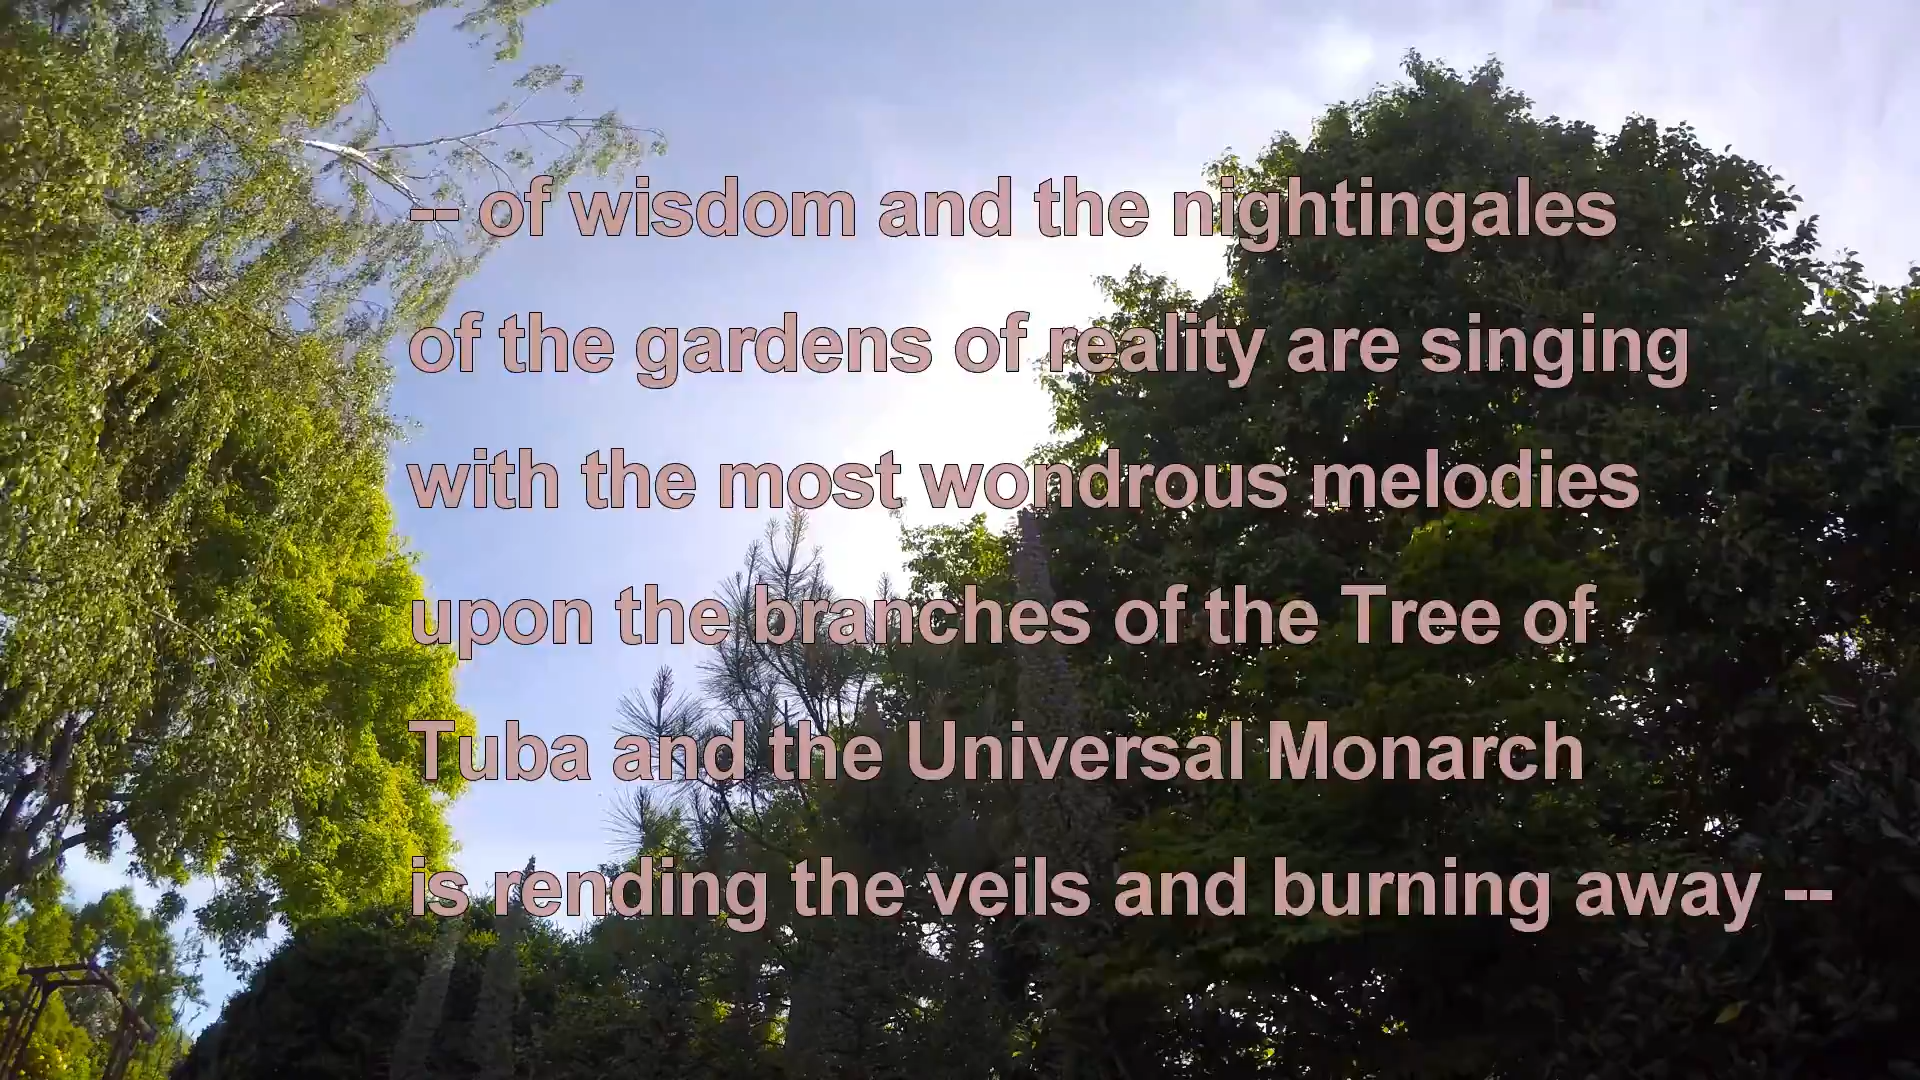 -- of wisdom and the nightingales
of the gardens of reality are singing
with the most wondrous melodies
upon the branches of the Tree of
Tuba and the Universal Monarch
is rending the veils and burning away --